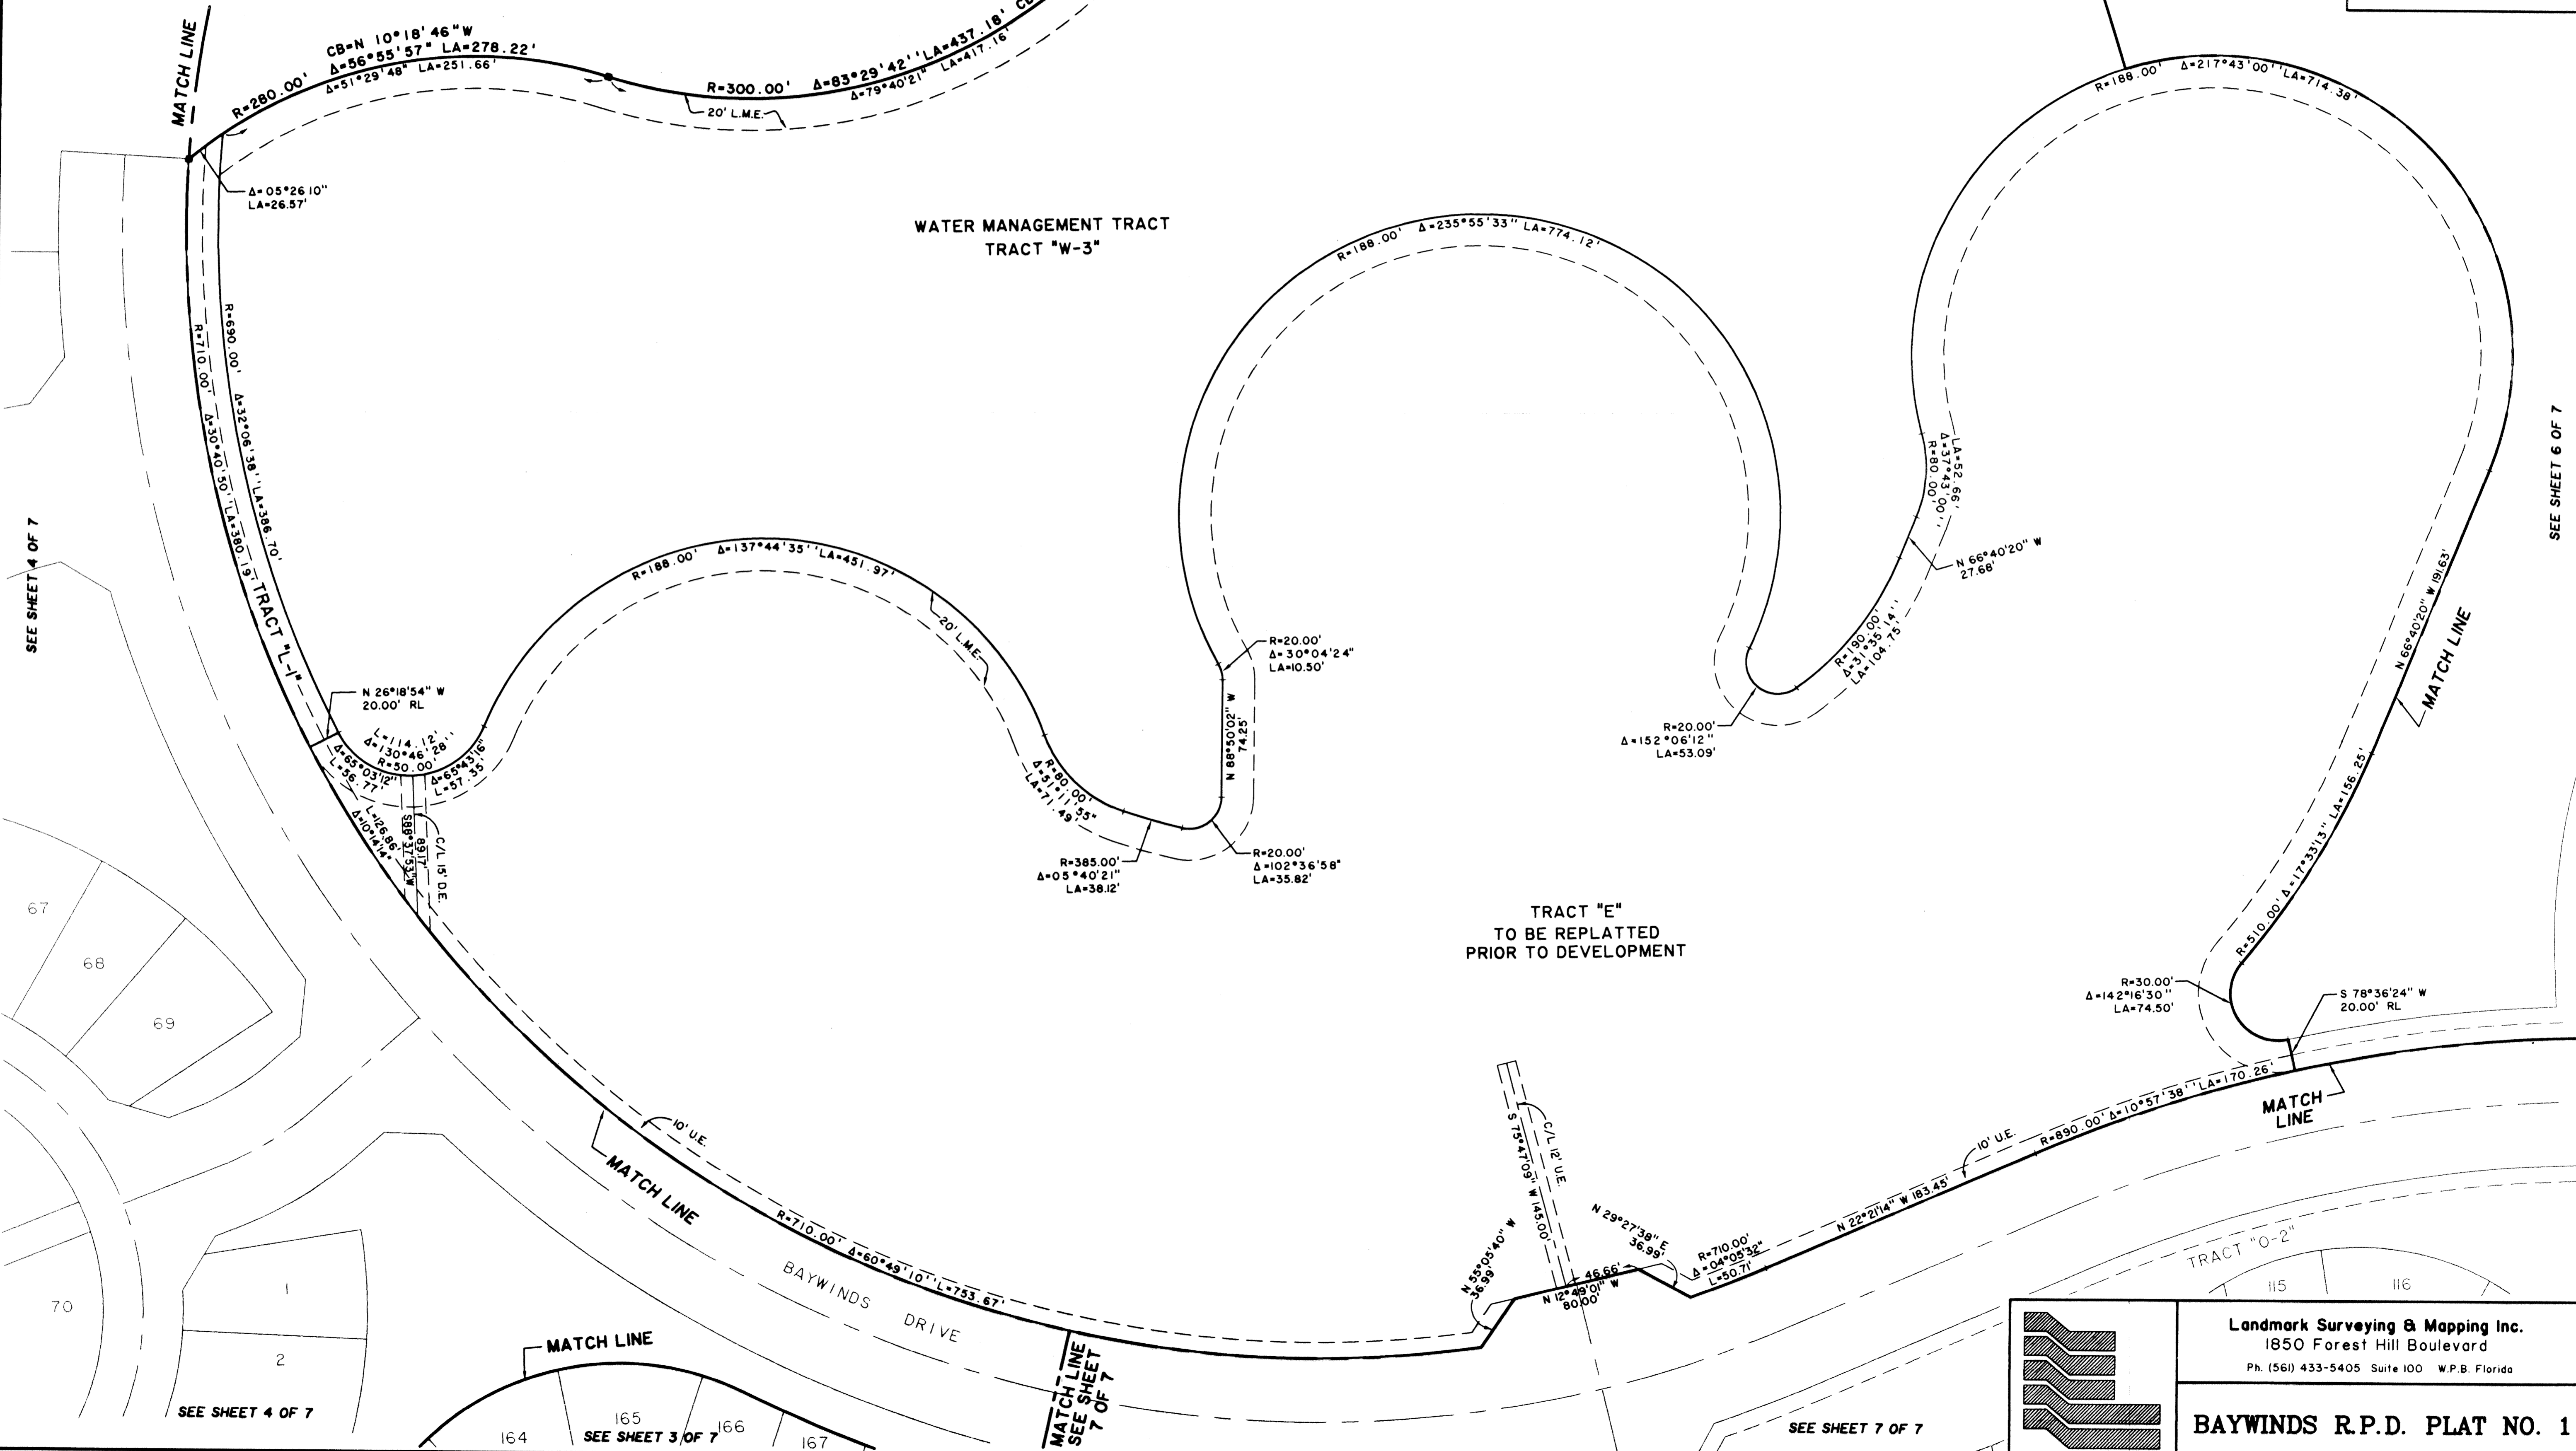 MATCH LINE
CB=N 10°18'46"W
Δ=56°55'57" LA=278.22'
R=280.00'
Δ=51°29'48" LA=251.66'
R=300.00' Δ=83°29'42" LA=437.18'
Δ=79°40'21" LA=417.16'
20' L.M.E.
R=188.00' Δ=217°43'00" LA=714.38'
Δ=05°26'10"
LA=26.57'
WATER MANAGEMENT TRACT
TRACT "W-3"
R=188.00' Δ=235°55'33" LA=774.12'
R=690.00' Δ=32°06'38" LA=386.70'
R=710.00' Δ=30°40'50" LA=380.19'
TRACT "L-1"
SEE SHEET 4 OF 7
SEE SHEET 6 OF 7
LA=52.66'
Δ=37°43'00"
R=80.00'
N 66°40'20" W
27.68'
R=188.00' Δ=137°44'35" LA=451.97'
20' L.M.E.
R=190.00'
Δ=31°35'14"
LA=104.75'
N 66°40'20" W 191.63'
MATCH LINE
R=20.00'
Δ=30°04'24"
LA=10.50'
N 88°50'02" W
74.25'
N 26°18'54" W
20.00' RL
L=114.12'
Δ=130°46'28"
R=50.00'
Δ=65°03'12"
L=56.77'
Δ=65°43'16"
L=57.35'
R=20.00'
Δ=152°06'12"
LA=53.09'
R=80.00'
Δ=51°11'55"
LA=71.49'
L=126.86'
Δ=10°14'14"
S88°37'53"W
89.17'
C/L 15' D.E.
R=385.00'
Δ=05°40'21"
LA=38.12'
R=20.00'
Δ=102°36'58"
LA=35.82'
R=510.00' Δ=17°33'13" LA=156.25'
67
68
69
TRACT "E"
TO BE REPLATTED
PRIOR TO DEVELOPMENT
R=30.00'
Δ=142°16'30"
LA=74.50'
S 78°36'24" W
20.00' RL
10' U.E.
MATCH LINE
S 75°47'09" W 145.00'
C/L 12' U.E.
10' U.E.
R=890.00' Δ=10°57'38" LA=170.26'
MATCH
LINE
N 22°21'14" W 183.45'
R=710.00' Δ=60°49'10" L=753.67'
N 55°05'40" W
36.99'
46.66'
N 12°49'01" W
80.00'
N 29°27'38" E
36.99'
R=710.00'
Δ=04°05'32"
L=50.71'
BAYWINDS DRIVE
TRACT "O-2"
115
116
70
1
2
MATCH LINE
MATCH LINE
SEE SHEET
7 OF 7
SEE SHEET 4 OF 7
164
165
166
167
SEE SHEET 3 OF 7
SEE SHEET 7 OF 7
Landmark Surveying & Mapping Inc.
1850 Forest Hill Boulevard
Ph. (561) 433-5405 Suite 100 W.P.B. Florida
BAYWINDS R.P.D. PLAT NO. 1